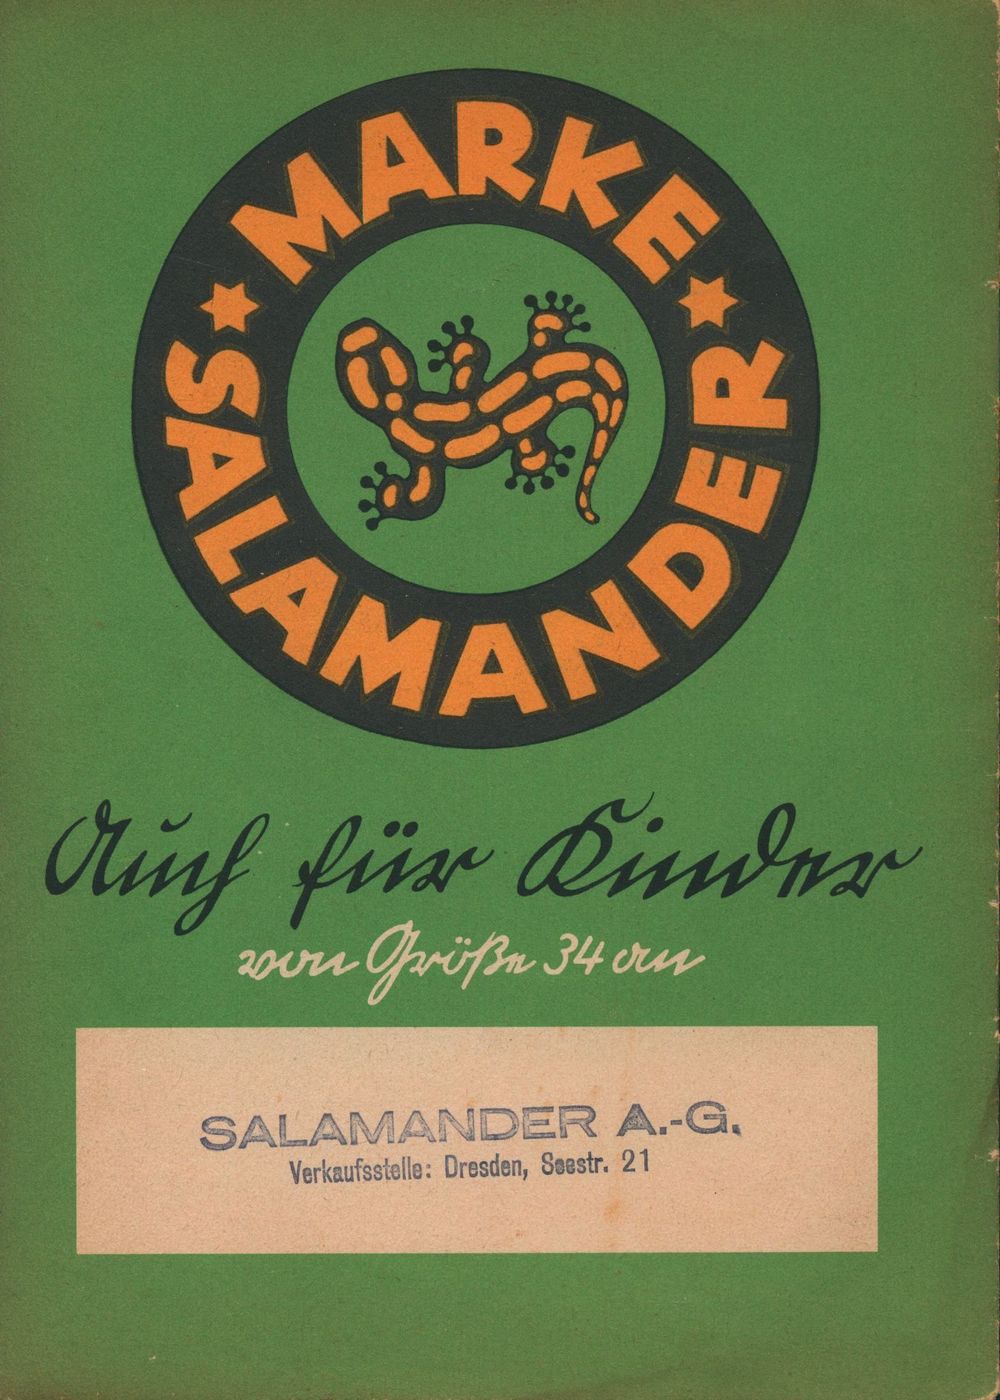 MARKE
SALAMANDER
Auch für Kinder
von Größe 34 an
SALAMANDER A.-G.
Verkaufsstelle: Dresden, Seestr. 21